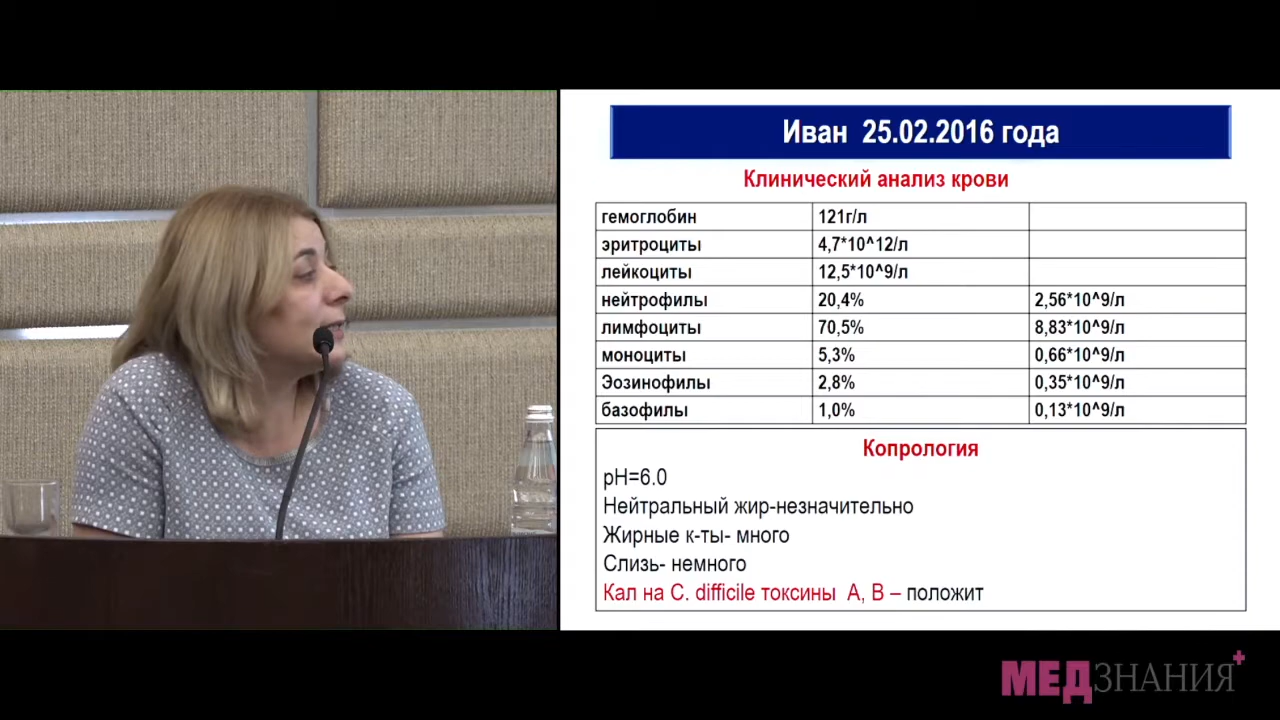 Иван 25.02.2016 года
Клинический анализ крови
гемоглобин 121г/л
эритроциты 4,7*10^12/л
лейкоциты 12,5*10^9/л
нейтрофилы 20,4% 2,56*10^9/л
лимфоциты 70,5% 8,83*10^9/л
моноциты 5,3% 0,66*10^9/л
Эозинофилы 2,8% 0,35*10^9/л
базофилы 1,0% 0,13*10^9/л
Копрология
pH=6.0
Нейтральный жир-незначительно
Жирные к-ты- много
Слизь- немного
Кал на C. difficile токсины А, В – положит
МЕДЗНАНИЯ+